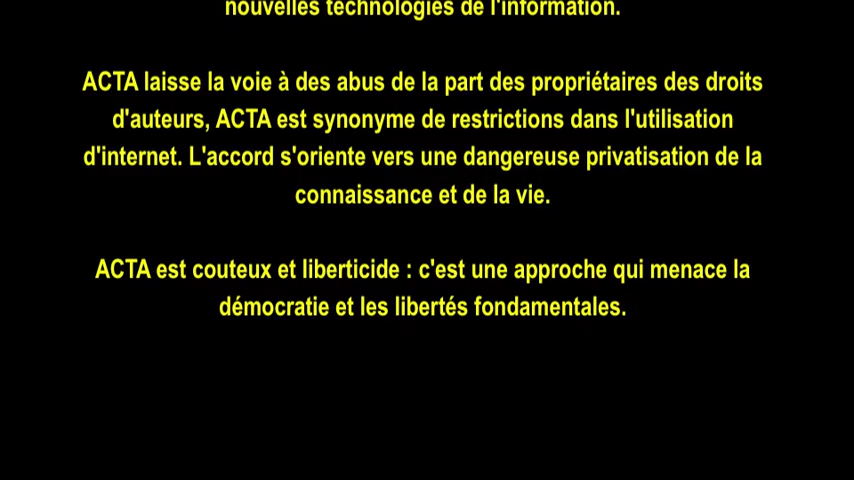 nouvelles technologies de l'information.
ACTA laisse la voie à des abus de la part des propriétaires des droits
d'auteurs, ACTA est synonyme de restrictions dans l'utilisation
d'internet. L'accord s'oriente vers une dangereuse privatisation de la
connaissance et de la vie.
ACTA est couteux et liberticide : c'est une approche qui menace la
démocratie et les libertés fondamentales.